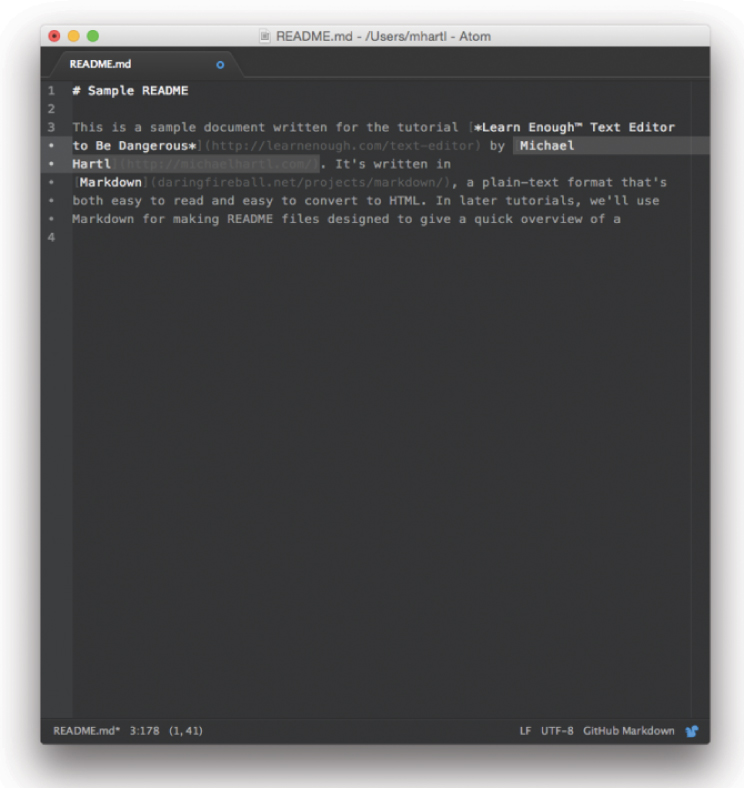 README.md - /Users/mhartl - Atom
README.md
1 # Sample README
2
3 This is a sample document written for the tutorial [*Learn Enough™ Text Editor
• to Be Dangerous*](http://learnenough.com/text-editor) by [Michael
• Hartl](http://michaelhartl.com/). It's written in
• [Markdown](daringfireball.net/projects/markdown/), a plain-text format that's
• both easy to read and easy to convert to HTML. In later tutorials, we'll use
• Markdown for making README files designed to give a quick overview of a
4
README.md* 3:178 (1, 41) LF UTF-8 GitHub Markdown